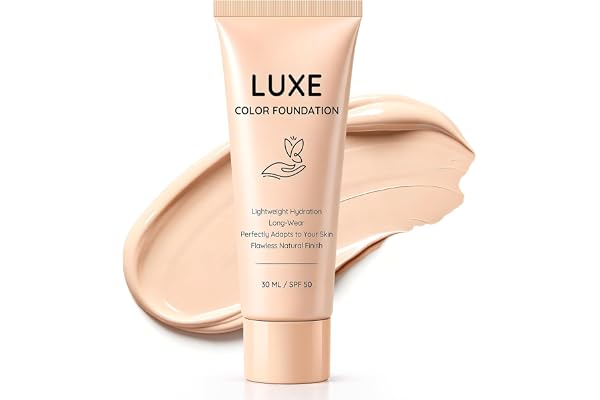 LUXE
COLOR FOUNDATION
Lightweight Hydration
Long-Wear
Perfectly Adapts to Your Skin
Flawless Natural Finish
30 ML / SPF 50